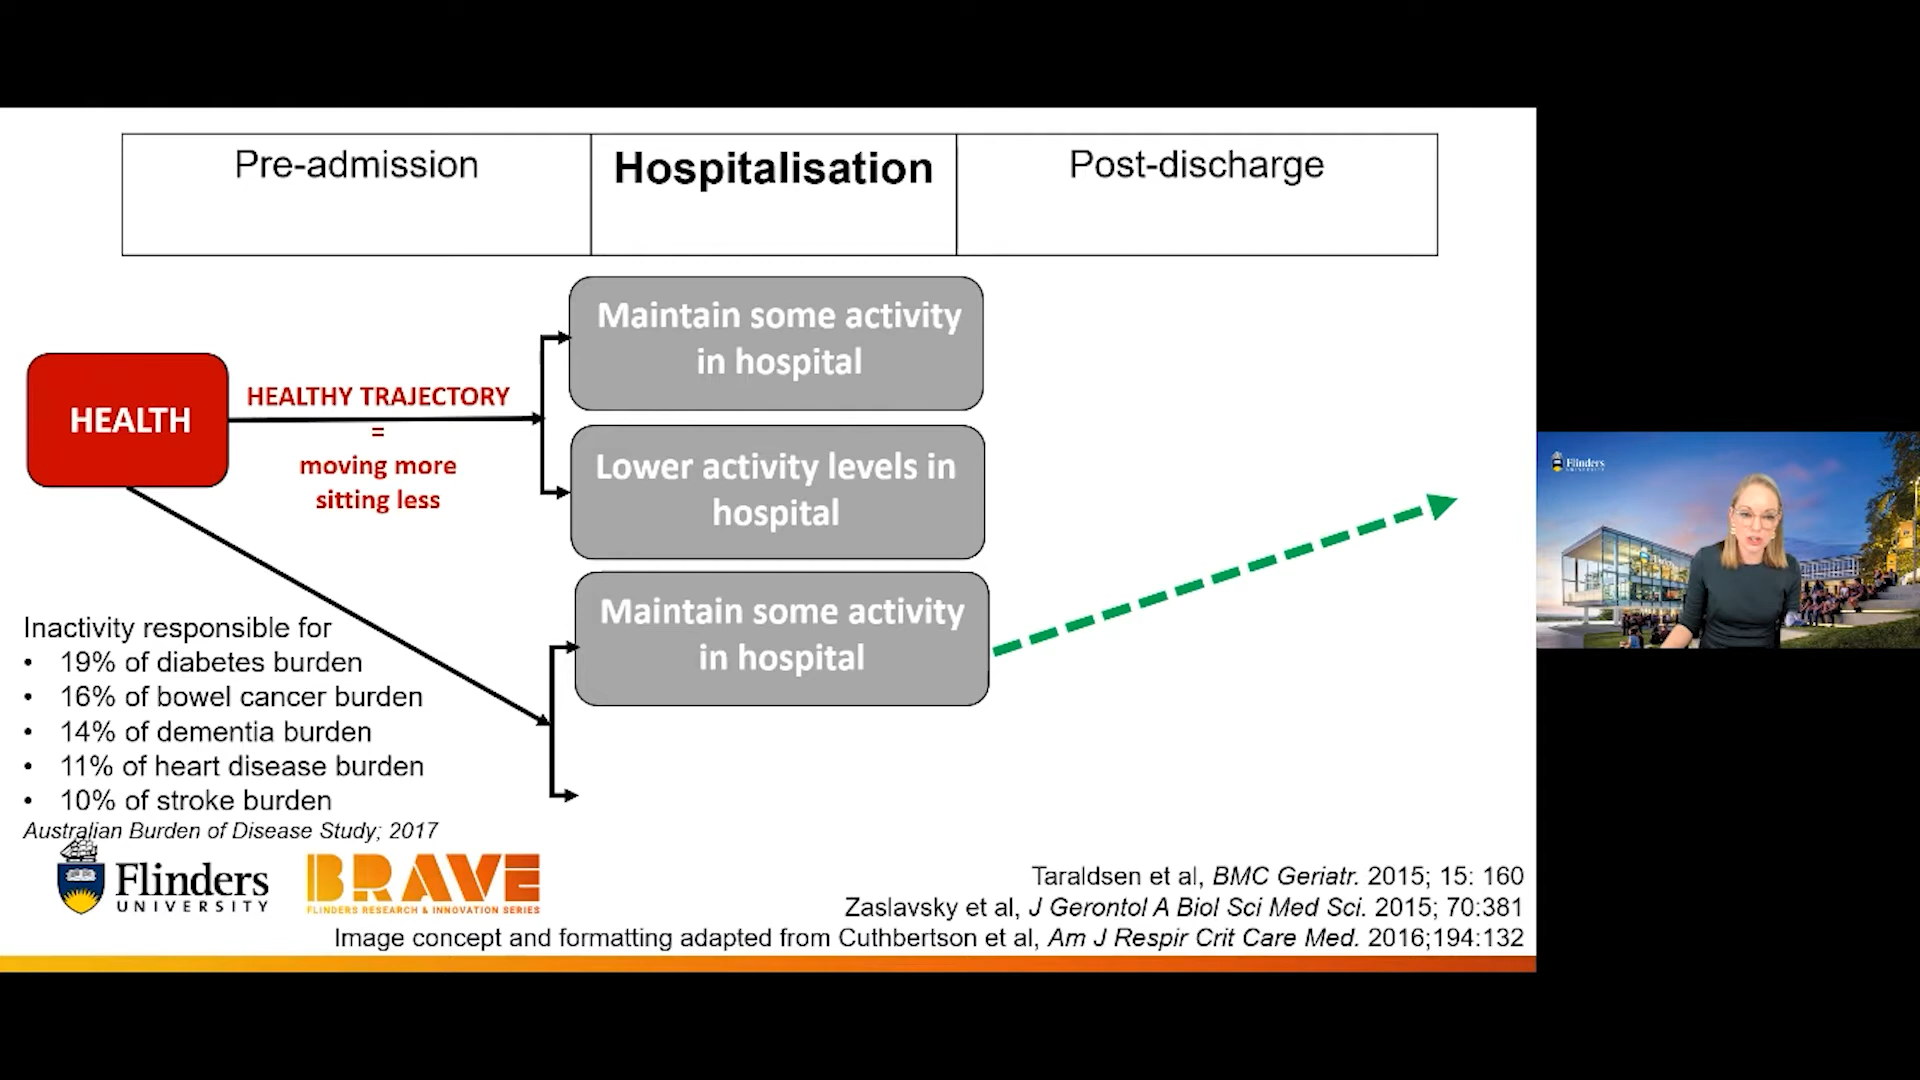 Pre-admission
Hospitalisation
Post-discharge
Maintain some activity
in hospital
HEALTH
HEALTHY TRAJECTORY
=
moving more
sitting less
Lower activity levels in
hospital
Maintain some activity
in hospital
Inactivity responsible for
• 19% of diabetes burden
• 16% of bowel cancer burden
• 14% of dementia burden
• 11% of heart disease burden
• 10% of stroke burden
Australian Burden of Disease Study; 2017
Flinders
UNIVERSITY
BRAVE
FLINDERS RESEARCH & INNOVATION SERIES
Taraldsen et al, BMC Geriatr. 2015; 15: 160
Zaslavsky et al, J Gerontol A Biol Sci Med Sci. 2015; 70:381
Image concept and formatting adapted from Cuthbertson et al, Am J Respir Crit Care Med. 2016;194:132
Flinders
UNIVERSITY